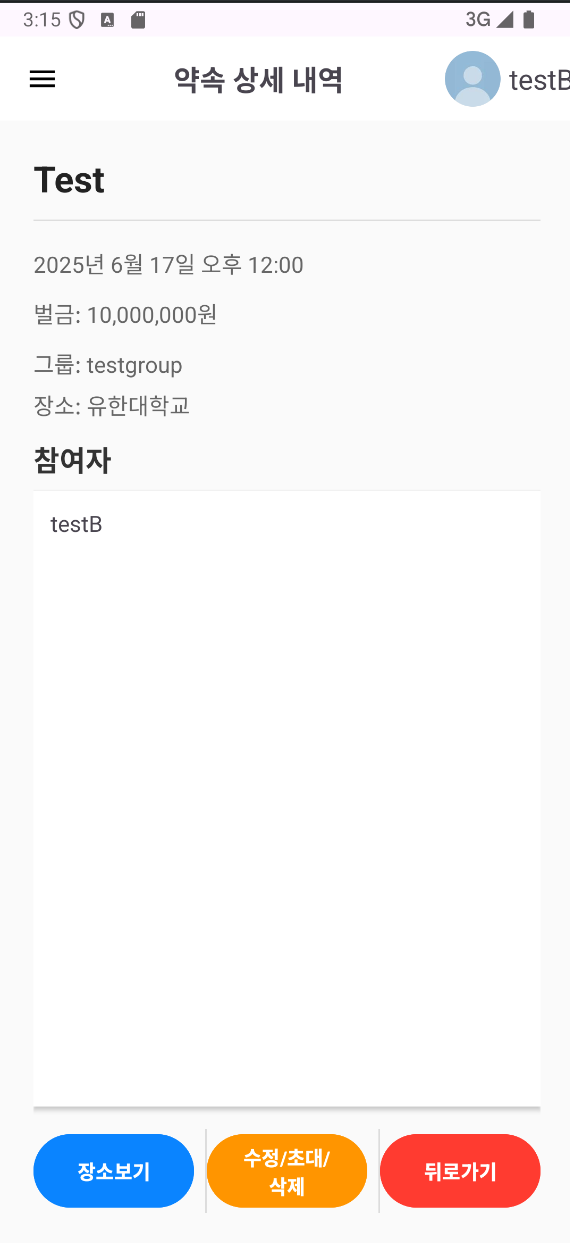 3:15 A 3G
약속 상세 내역 testB
Test
2025년 6월 17일 오후 12:00
벌금: 10,000,000원
그룹: testgroup
장소: 유한대학교
참여자
testB
장소보기
수정/초대/
삭제
뒤로가기